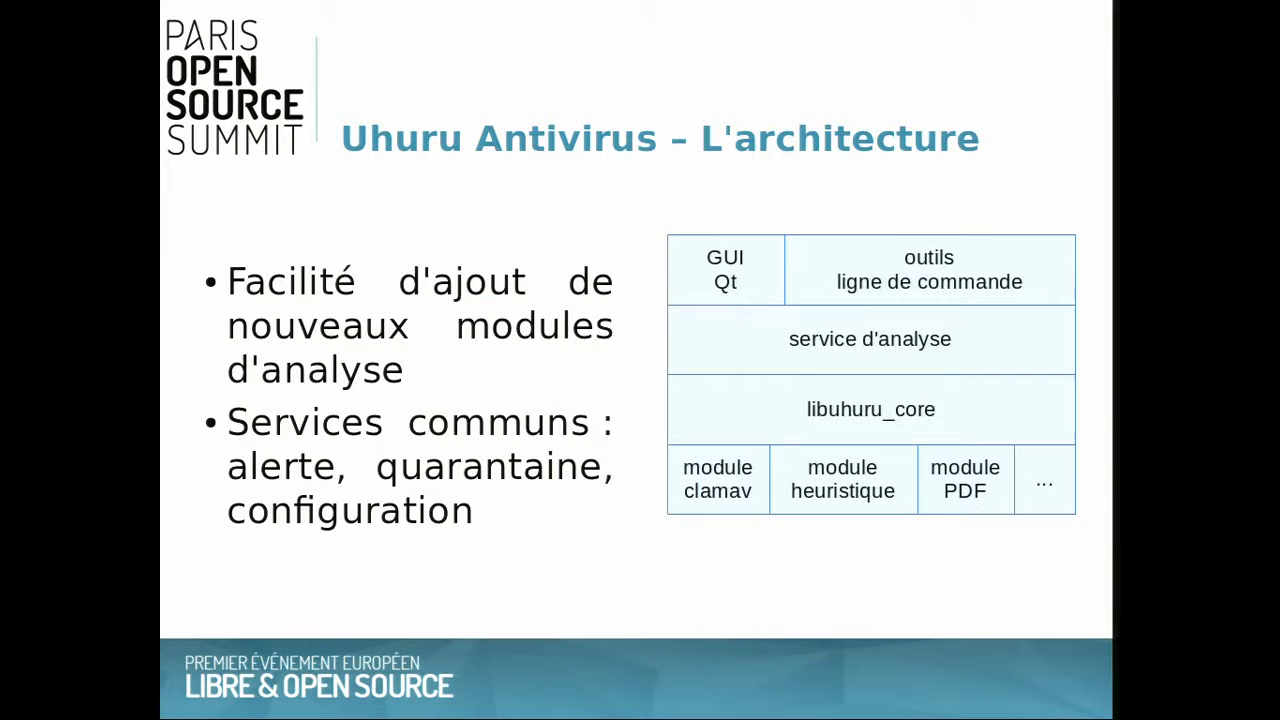 PARIS
OPEN
SOURCE
SUMMIT
Uhuru Antivirus – L'architecture
• Facilité d'ajout de
nouveaux modules
d'analyse
• Services communs :
alerte, quarantaine,
configuration
GUI
Qt
outils
ligne de commande
service d'analyse
libuhuru_core
module
clamav
module
heuristique
module
PDF
...
PREMIER ÉVÉNEMENT EUROPÉEN
LIBRE & OPEN SOURCE